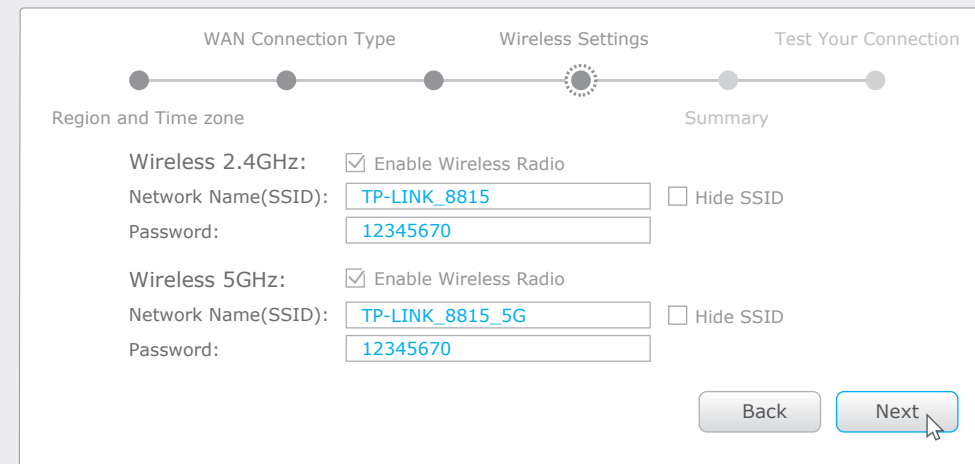 WAN Connection Type Wireless Settings Test Your Connection
Region and Time zone Summary
Wireless 2.4GHz: Enable Wireless Radio
Network Name(SSID): TP-LINK_8815 Hide SSID
Password: 12345670
Wireless 5GHz: Enable Wireless Radio
Network Name(SSID): TP-LINK_8815_5G Hide SSID
Password: 12345670
Back Next